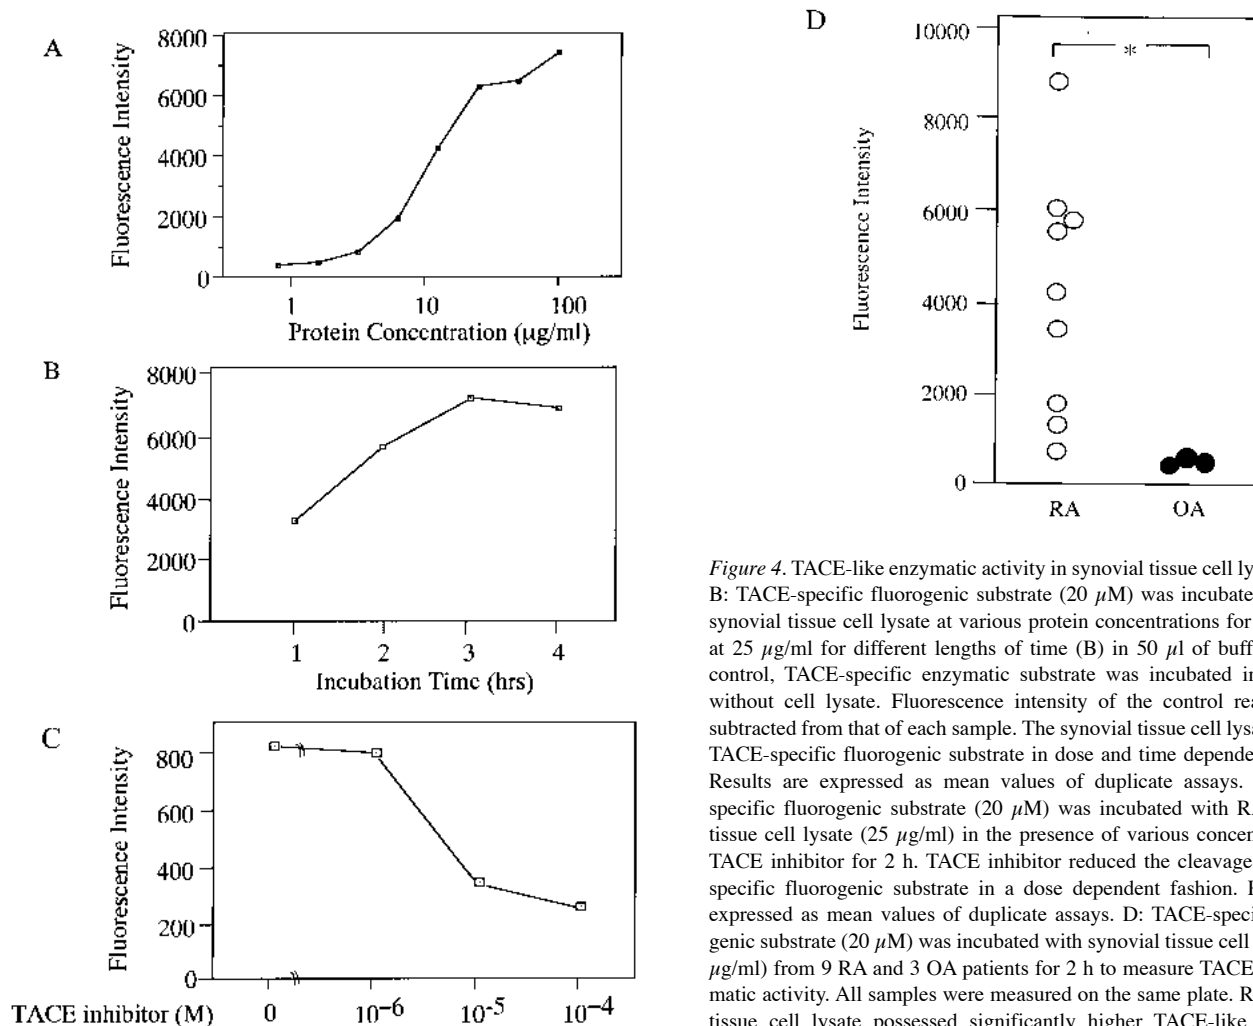 A
Fluorescence Intensity
8000
6000
4000
2000
0
1 10 100
Protein Concentration (µg/ml)
B
Fluorescence Intensity
8000
6000
4000
2000
0
1 2 3 4
Incubation Time (hrs)
C
Fluorescence Intensity
800
600
400
200
0
TACE inhibitor (M) 0 10⁻⁶ 10⁻⁵ 10⁻⁴
D
Fluorescence Intensity
10000
8000
6000
4000
2000
0
*
RA OA
Figure 4. TACE-like enzymatic activity in synovial tissue cell ly
B: TACE-specific fluorogenic substrate (20 µM) was incubate
synovial tissue cell lysate at various protein concentrations for
at 25 µg/ml for different lengths of time (B) in 50 µl of buff
control, TACE-specific enzymatic substrate was incubated in
without cell lysate. Fluorescence intensity of the control rea
subtracted from that of each sample. The synovial tissue cell lysa
TACE-specific fluorogenic substrate in dose and time depende
Results are expressed as mean values of duplicate assays.
specific fluorogenic substrate (20 µM) was incubated with R
tissue cell lysate (25 µg/ml) in the presence of various concen
TACE inhibitor for 2 h. TACE inhibitor reduced the cleavage
specific fluorogenic substrate in a dose dependent fashion.
expressed as mean values of duplicate assays. D: TACE-speci
genic substrate (20 µM) was incubated with synovial tissue cell
µg/ml) from 9 RA and 3 OA patients for 2 h to measure TACE
matic activity. All samples were measured on the same plate. R
tissue cell lysate possessed significantly higher TACE-like